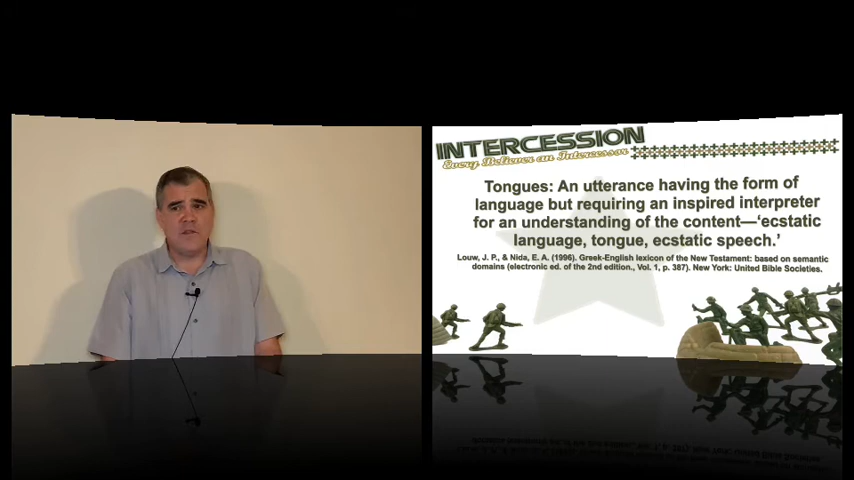 INTERCESSION
Every Believer an Intercessor
Tongues: An utterance having the form of
language but requiring an inspired interpreter
for an understanding of the content—‘ecstatic
language, tongue, ecstatic speech.’
Louw, J. P., & Nida, E. A. (1996). Greek-English lexicon of the New Testament: based on semantic
domains (electronic ed. of the 2nd edition., Vol. 1, p. 387). New York: United Bible Societies.